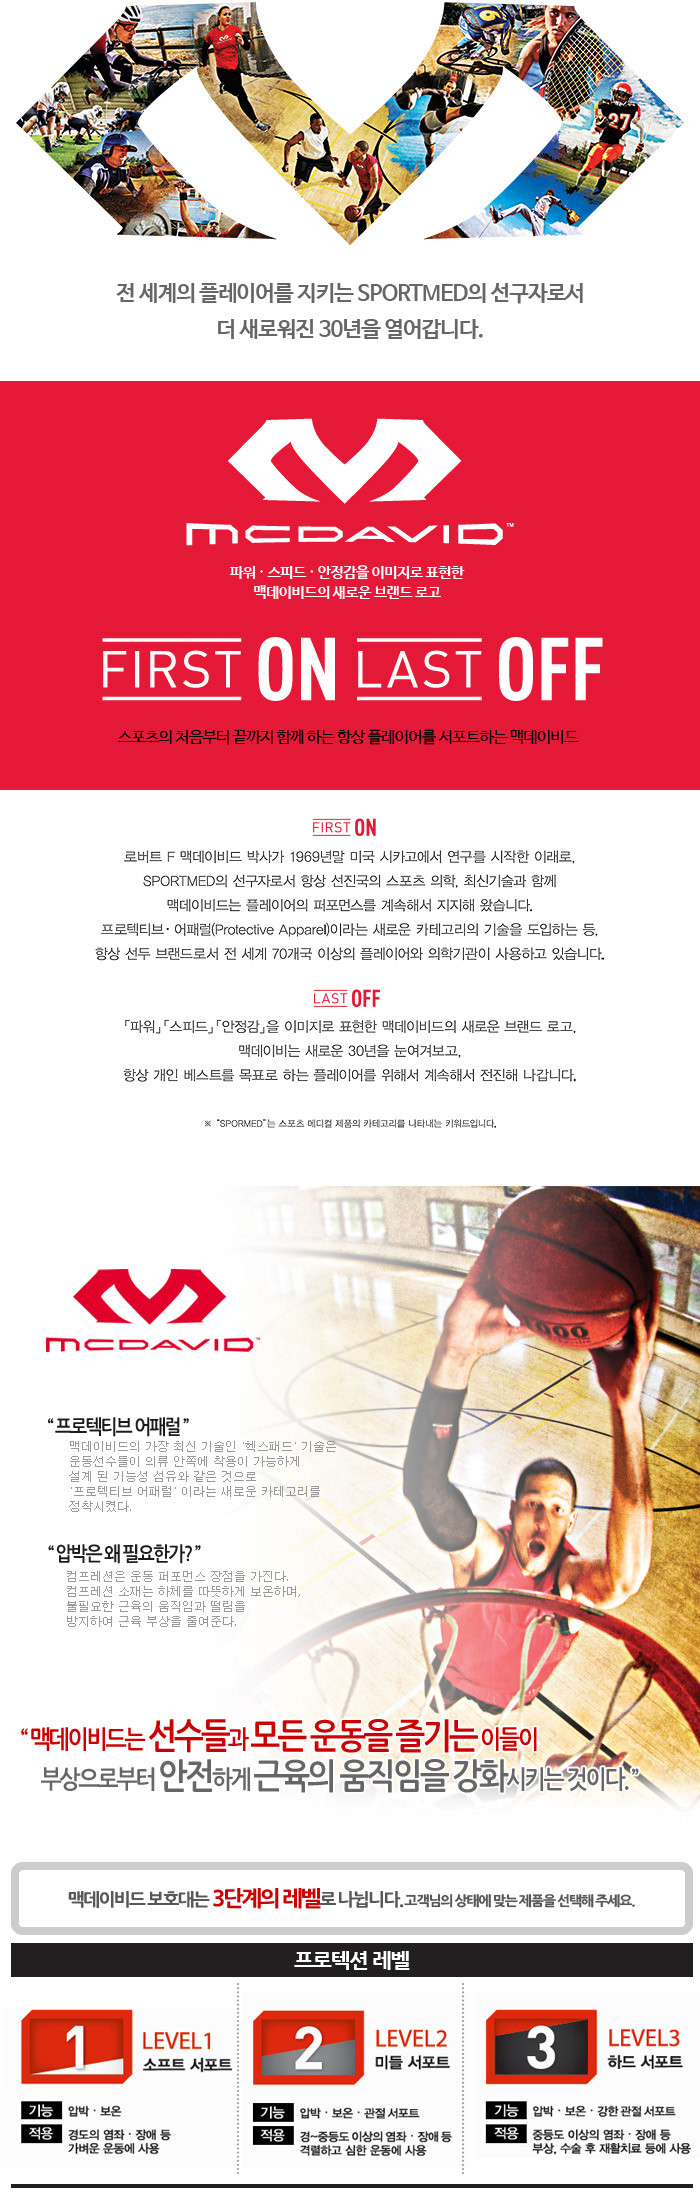 전 세계의 플레이어를 지키는 SPORTMED의 선구자로서
더 새로워진 30년을 열어갑니다.
MCDAVID™
파워 · 스피드 · 안정감을 이미지로 표현한
맥데이비드의 새로운 브랜드 로고
FIRST ON LAST OFF
스포츠의 처음부터 끝까지 함께 하는 항상 플레이어를 서포트하는 맥데이비드
FIRST ON
로버트 F 맥데이비드 박사가 1969년말 미국 시카고에서 연구를 시작한 이래로,
SPORTMED의 선구자로서 항상 선진국의 스포츠 의학, 최신기술과 함께
맥데이비드는 플레이어의 퍼포먼스를 계속해서 지지해 왔습니다.
프로텍티브· 어패럴(Protective Apparel)이라는 새로운 카테고리의 기술을 도입하는 등,
항상 선두 브랜드로서 전 세계 70개국 이상의 플레이어와 의학기관이 사용하고 있습니다.
LAST OFF
「파워」「스피드」「안정감」을 이미지로 표현한 맥데이비드의 새로운 브랜드 로고,
맥데이비는 새로운 30년을 눈여겨보고,
항상 개인 베스트를 목표로 하는 플레이어를 위해서 계속해서 전진해 나갑니다.
※ "SPORMED"는 스포츠 메디컬 제품의 카테고리를 나타내는 키워드입니다.
MCDAVID™
“프로텍티브 어패럴”
맥데이비드의 가장 최신 기술인 '헥스패드' 기술은
운동선수들이 의류 안쪽에 착용이 가능하게
설계 된 기능성 섬유와 같은 것으로
'프로텍티브 어패럴' 이라는 새로운 카테고리를
정착시켰다.
“압박은 왜 필요한가?”
컴프레션은 운동 퍼포먼스 장점을 가진다.
컴프레션 소재는 하체를 따뜻하게 보온하며,
불필요한 근육의 움직임과 떨림을
방지하여 근육 부상을 줄여준다.
“맥데이비드는 선수들과 모든 운동을 즐기는 이들이
부상으로부터 안전하게 근육의 움직임을 강화시키는 것이다.”
맥데이비드 보호대는 3단계의 레벨로 나뉩니다. 고객님의 상태에 맞는 제품을 선택해 주세요.
프로텍션 레벨
1 LEVEL1
소프트 서포트
기능 압박 · 보온
적용 경도의 염좌 · 장애 등
가벼운 운동에 사용
2 LEVEL2
미들 서포트
기능 압박 · 보온 · 관절 서포트
적용 경~중등도 이상의 염좌 · 장애 등
격렬하고 심한 운동에 사용
3 LEVEL3
하드 서포트
기능 압박 · 보온 · 강한 관절 서포트
적용 중등도 이상의 염좌 · 장애 등
부상, 수술 후 재활치료 등에 사용